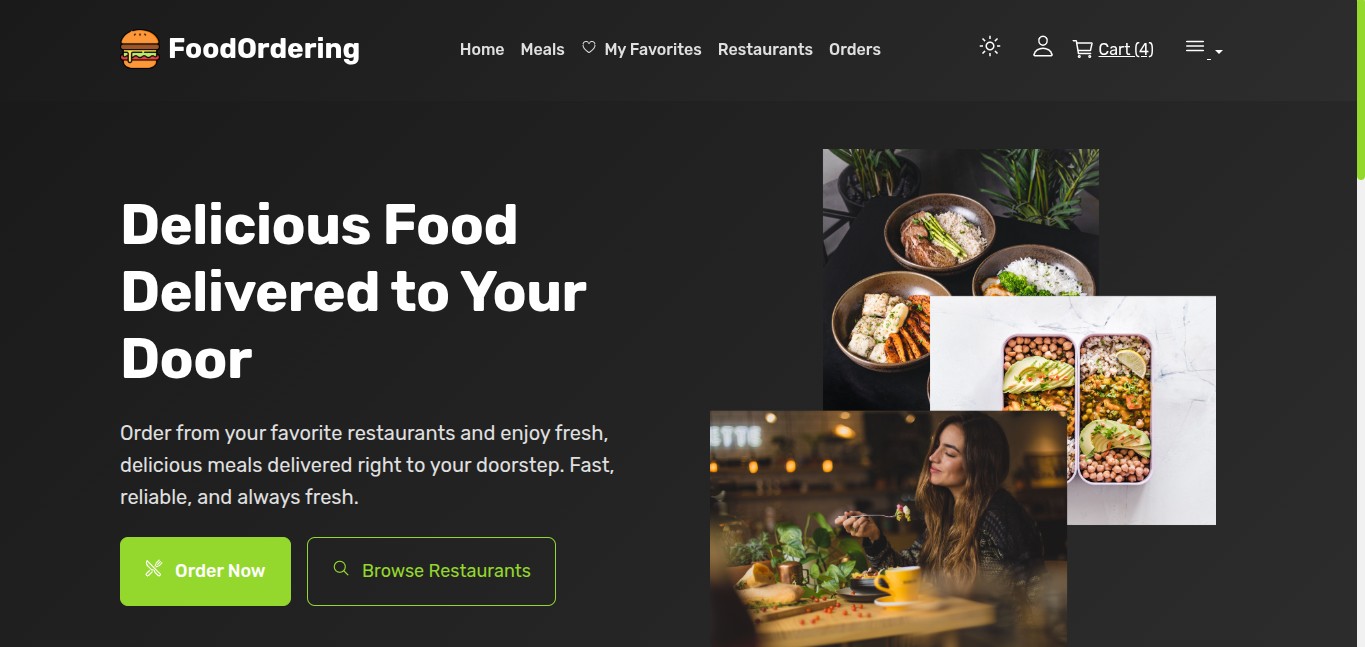 FoodOrdering
Home Meals My Favorites Restaurants Orders
Cart (4)
Delicious Food
Delivered to Your
Door
Order from your favorite restaurants and enjoy fresh,
delicious meals delivered right to your doorstep. Fast,
reliable, and always fresh.
Order Now
Browse Restaurants